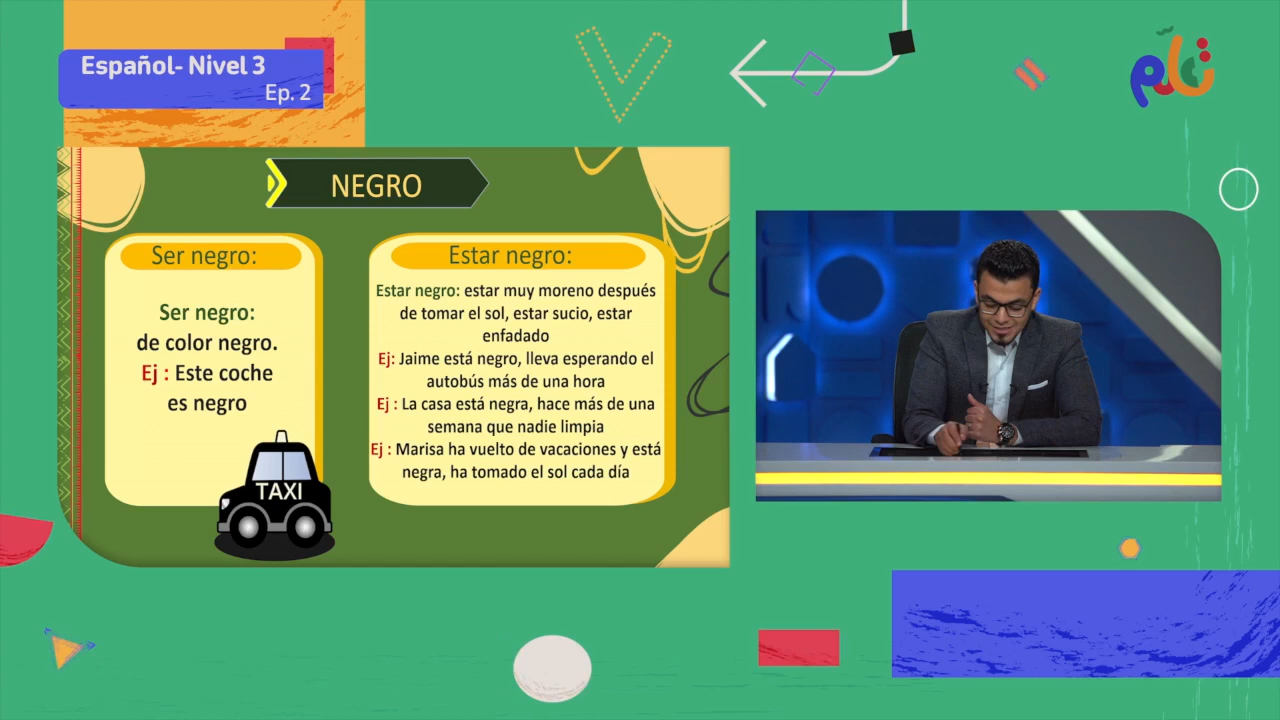 Español- Nivel 3
Ep. 2
تعلّم
NEGRO
Ser negro:
Ser negro:
de color negro.
Ej : Este coche
es negro
TAXI
Estar negro:
Estar negro: estar muy moreno después
de tomar el sol, estar sucio, estar
enfadado
Ej: Jaime está negro, lleva esperando el
autobús más de una hora
Ej : La casa está negra, hace más de una
semana que nadie limpia
Ej : Marisa ha vuelto de vacaciones y está
negra, ha tomado el sol cada día